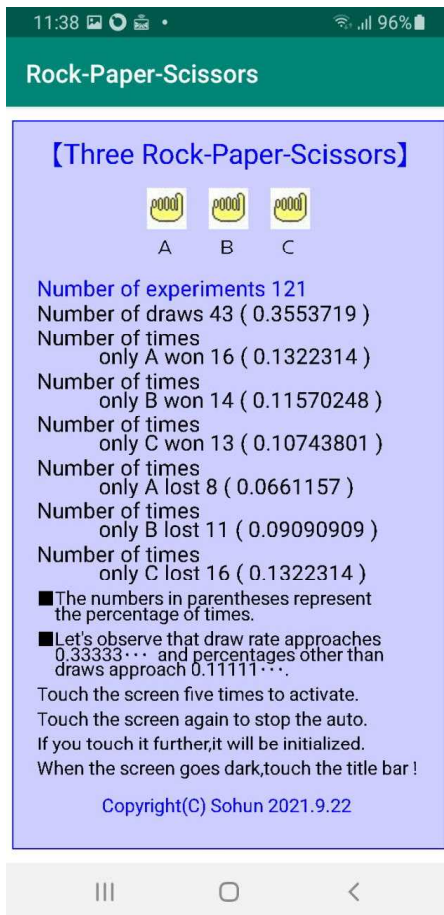 11:38 96%
Rock-Paper-Scissors
【Three Rock-Paper-Scissors】
A B C
Number of experiments 121
Number of draws 43 ( 0.3553719 )
Number of times
only A won 16 ( 0.1322314 )
Number of times
only B won 14 ( 0.11570248 )
Number of times
only C won 13 ( 0.10743801 )
Number of times
only A lost 8 ( 0.0661157 )
Number of times
only B lost 11 ( 0.09090909 )
Number of times
only C lost 16 ( 0.1322314 )
■The numbers in parentheses represent
the percentage of times.
■Let's observe that draw rate approaches
0.33333··· and percentages other than
draws approach 0.11111···.
Touch the screen five times to activate.
Touch the screen again to stop the auto.
If you touch it further,it will be initialized.
When the screen goes dark,touch the title bar !
Copyright(C) Sohun 2021.9.22